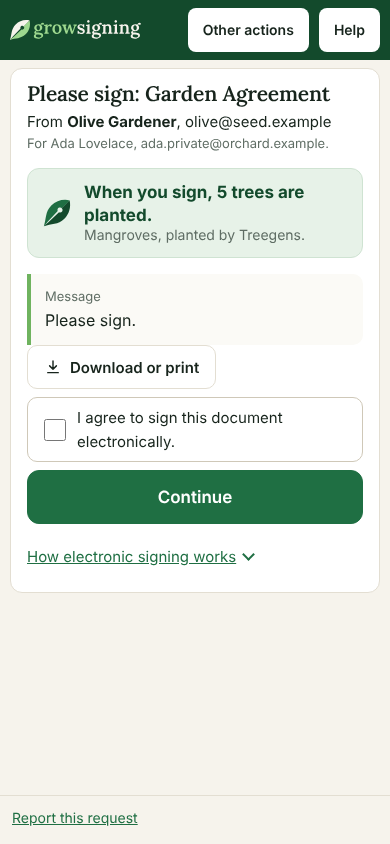 growsigning
Other actions
Help
Please sign: Garden Agreement
From Olive Gardener, olive@seed.example
For Ada Lovelace, ada.private@orchard.example.
When you sign, 5 trees are
planted.
Mangroves, planted by Treegens.
Message
Please sign.
Download or print
I agree to sign this document
electronically.
Continue
How electronic signing works
Report this request